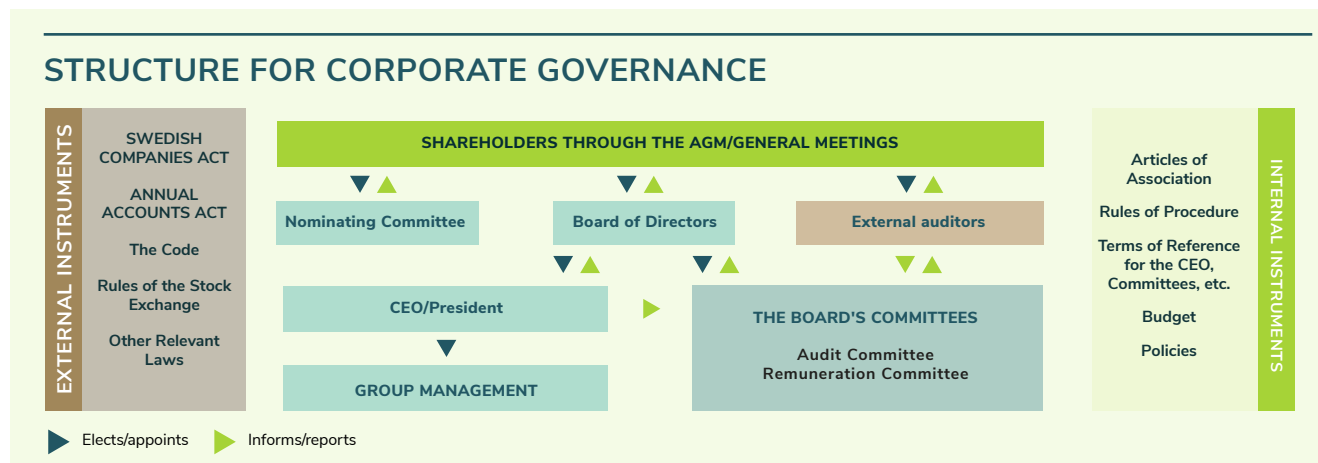 STRUCTURE FOR CORPORATE GOVERNANCE
EXTERNAL INSTRUMENTS
SWEDISH
COMPANIES ACT
ANNUAL
ACCOUNTS ACT
The Code
Rules of the Stock
Exchange
Other Relevant
Laws
SHAREHOLDERS THROUGH THE AGM/GENERAL MEETINGS
Nominating Committee
Board of Directors
External auditors
CEO/President
GROUP MANAGEMENT
THE BOARD'S COMMITTEES
Audit Committee
Remuneration Committee
Articles of
Association
Rules of Procedure
Terms of Reference
for the CEO,
Committees, etc.
Budget
Policies
INTERNAL INSTRUMENTS
Elects/appoints
Informs/reports